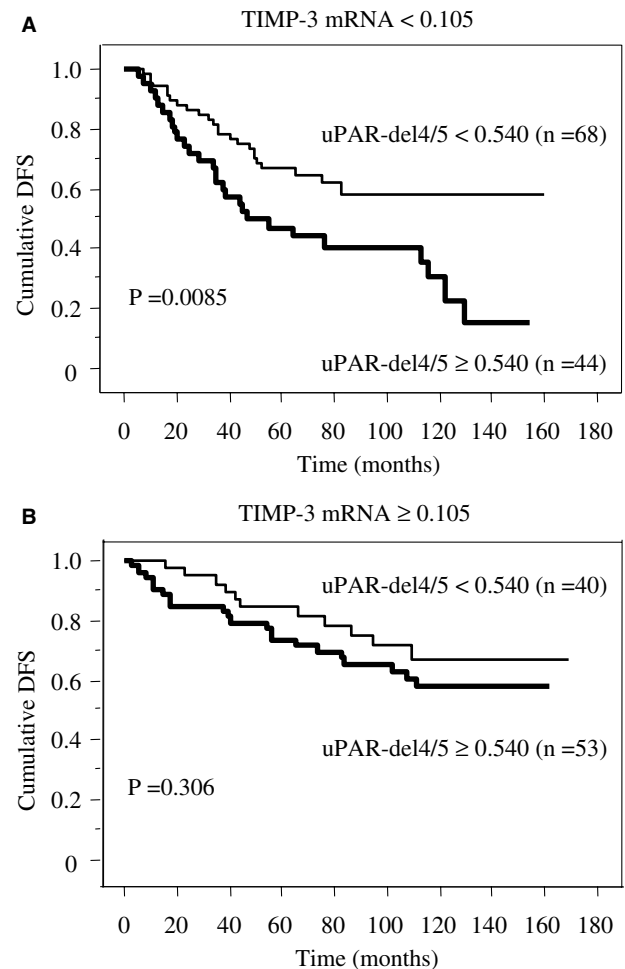 A
TIMP-3 mRNA < 0.105
1.0
0.8
0.6
0.4
0.2
0
Cumulative DFS
uPAR-del4/5 < 0.540 (n =68)
P =0.0085
uPAR-del4/5 ≥ 0.540 (n =44)
0 20 40 60 80 100 120 140 160 180
Time (months)
B
TIMP-3 mRNA ≥ 0.105
1.0
0.8
0.6
0.4
0.2
0
Cumulative DFS
uPAR-del4/5 < 0.540 (n =40)
uPAR-del4/5 ≥ 0.540 (n =53)
P =0.306
0 20 40 60 80 100 120 140 160 180
Time (months)